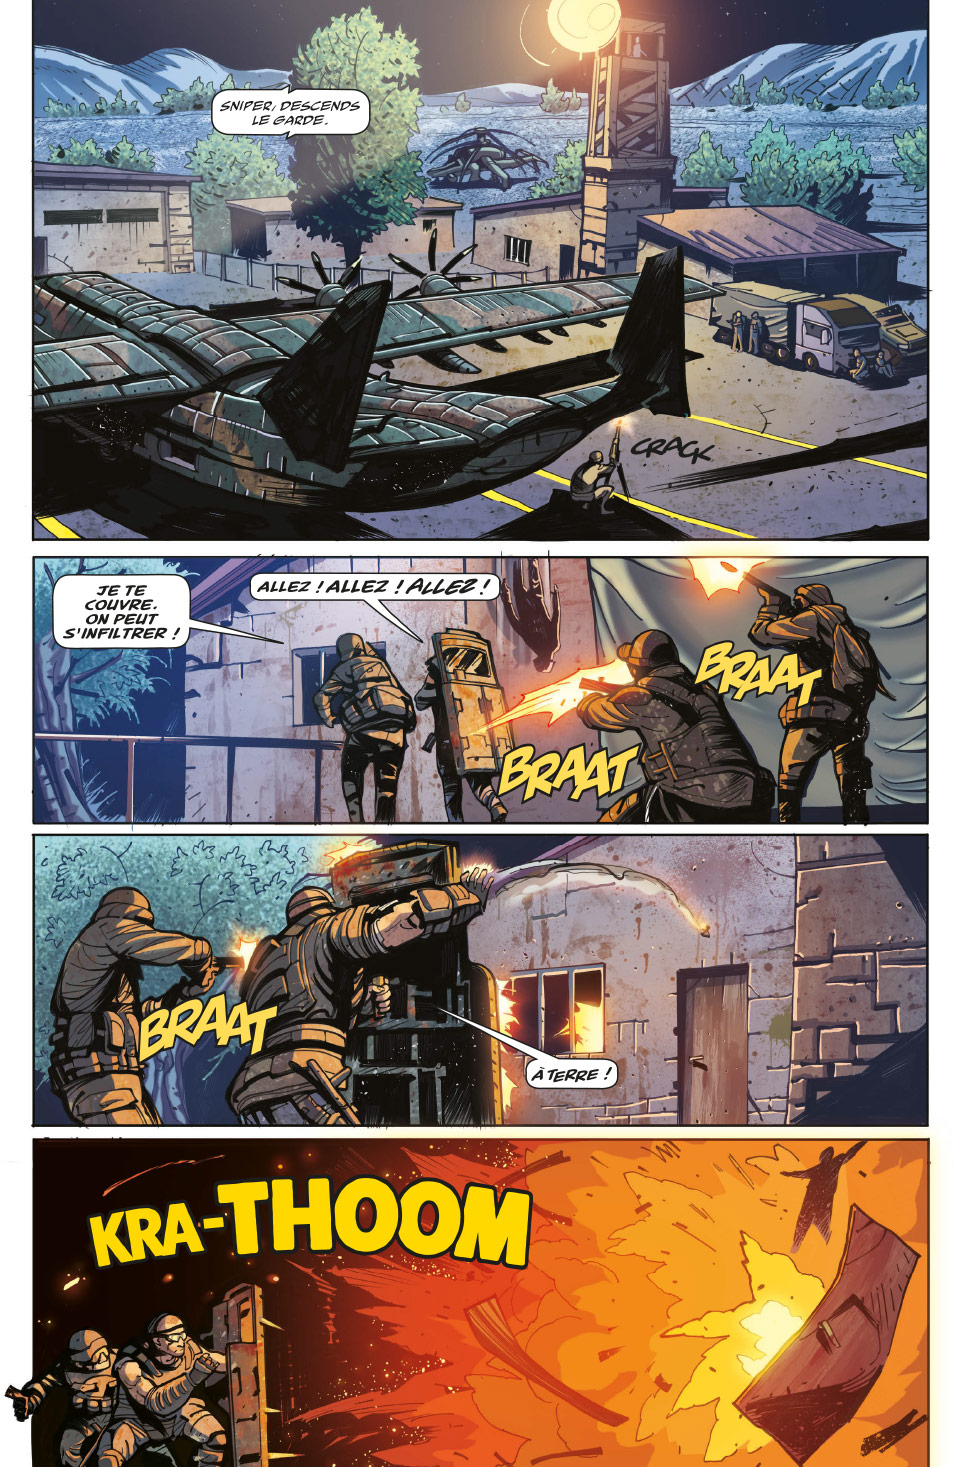 SNIPER, DESCENDS
LE GARDE.
CRACK
JE TE
COUVRE.
ON PEUT
S'INFILTRER !
ALLEZ ! ALLEZ ! ALLEZ !
BRAAT
BRAAT
BRAAT
À TERRE !
KRA-THOOM